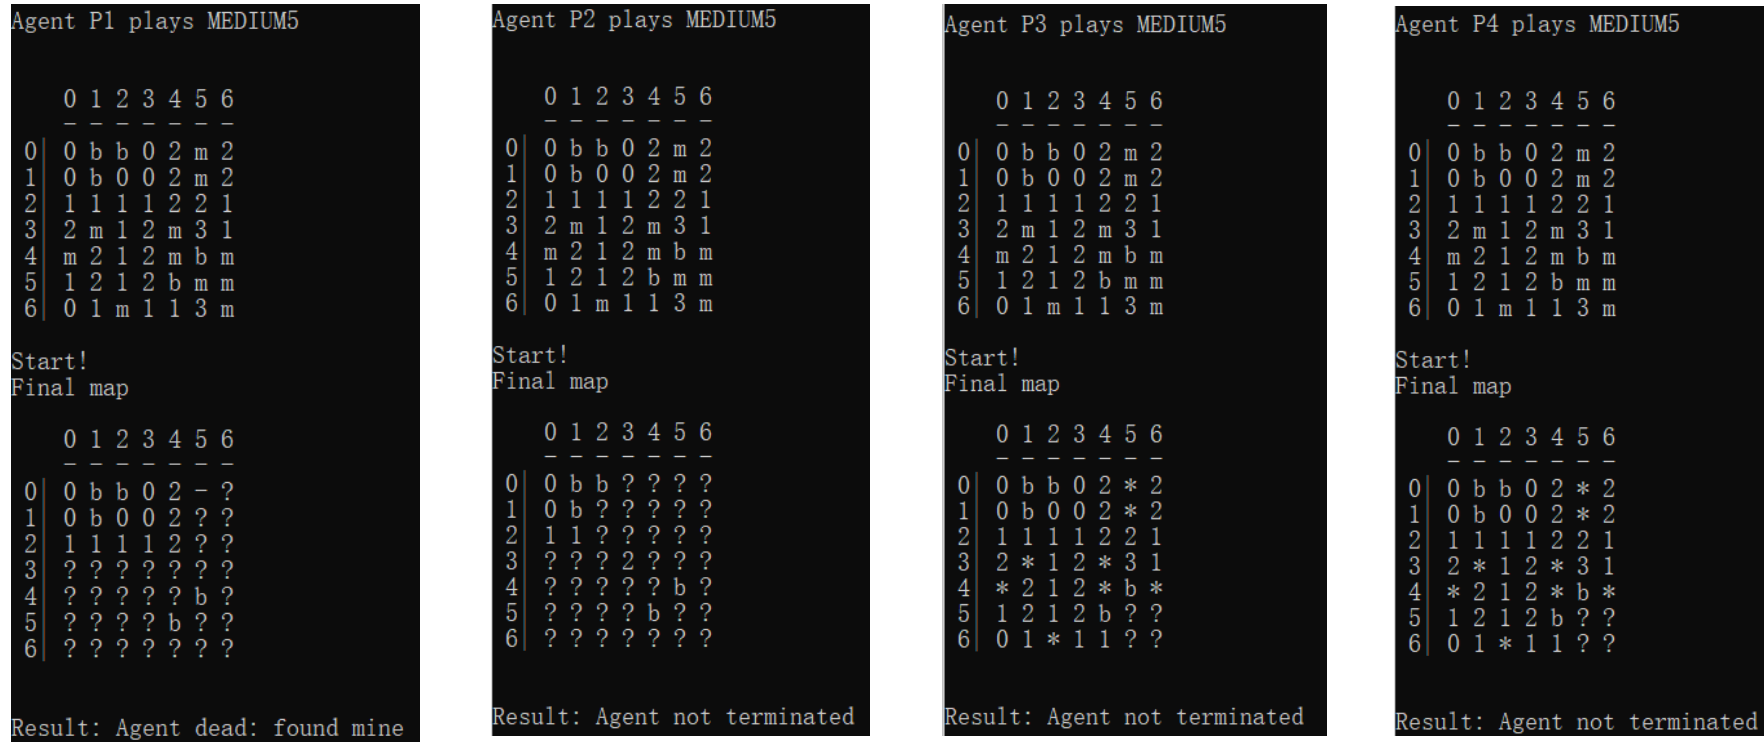 Agent P1 plays MEDIUM5
0 1 2 3 4 5 6
- - - - - - -
0| 0 b b 0 2 m 2
1| 0 b 0 0 2 m 2
2| 1 1 1 1 2 2 1
3| 2 m 1 2 m 3 1
4| m 2 1 2 m b m
5| 1 2 1 2 b m m
6| 0 1 m 1 1 3 m
Start!
Final map
0 1 2 3 4 5 6
- - - - - - -
0| 0 b b 0 2 - ?
1| 0 b 0 0 2 ? ?
2| 1 1 1 1 2 ? ?
3| ? ? ? ? ? ? ?
4| ? ? ? ? ? b ?
5| ? ? ? ? b ? ?
6| ? ? ? ? ? ? ?
Result: Agent dead: found mine
Agent P2 plays MEDIUM5
0 1 2 3 4 5 6
- - - - - - -
0| 0 b b 0 2 m 2
1| 0 b 0 0 2 m 2
2| 1 1 1 1 2 2 1
3| 2 m 1 2 m 3 1
4| m 2 1 2 m b m
5| 1 2 1 2 b m m
6| 0 1 m 1 1 3 m
Start!
Final map
0 1 2 3 4 5 6
- - - - - - -
0| 0 b b ? ? ? ?
1| 0 b ? ? ? ? ?
2| 1 1 ? ? ? ? ?
3| ? ? ? 2 ? ? ?
4| ? ? ? ? ? b ?
5| ? ? ? ? b ? ?
6| ? ? ? ? ? ? ?
Result: Agent not terminated
Agent P3 plays MEDIUM5
0 1 2 3 4 5 6
- - - - - - -
0| 0 b b 0 2 m 2
1| 0 b 0 0 2 m 2
2| 1 1 1 1 2 2 1
3| 2 m 1 2 m 3 1
4| m 2 1 2 m b m
5| 1 2 1 2 b m m
6| 0 1 m 1 1 3 m
Start!
Final map
0 1 2 3 4 5 6
- - - - - - -
0| 0 b b 0 2 * 2
1| 0 b 0 0 2 * 2
2| 1 1 1 1 2 2 1
3| 2 * 1 2 * 3 1
4| * 2 1 2 * b *
5| 1 2 1 2 b ? ?
6| 0 1 * 1 1 ? ?
Result: Agent not terminated
Agent P4 plays MEDIUM5
0 1 2 3 4 5 6
- - - - - - -
0| 0 b b 0 2 m 2
1| 0 b 0 0 2 m 2
2| 1 1 1 1 2 2 1
3| 2 m 1 2 m 3 1
4| m 2 1 2 m b m
5| 1 2 1 2 b m m
6| 0 1 m 1 1 3 m
Start!
Final map
0 1 2 3 4 5 6
- - - - - - -
0| 0 b b 0 2 * 2
1| 0 b 0 0 2 * 2
2| 1 1 1 1 2 2 1
3| 2 * 1 2 * 3 1
4| * 2 1 2 * b *
5| 1 2 1 2 b ? ?
6| 0 1 * 1 1 ? ?
Result: Agent not terminated